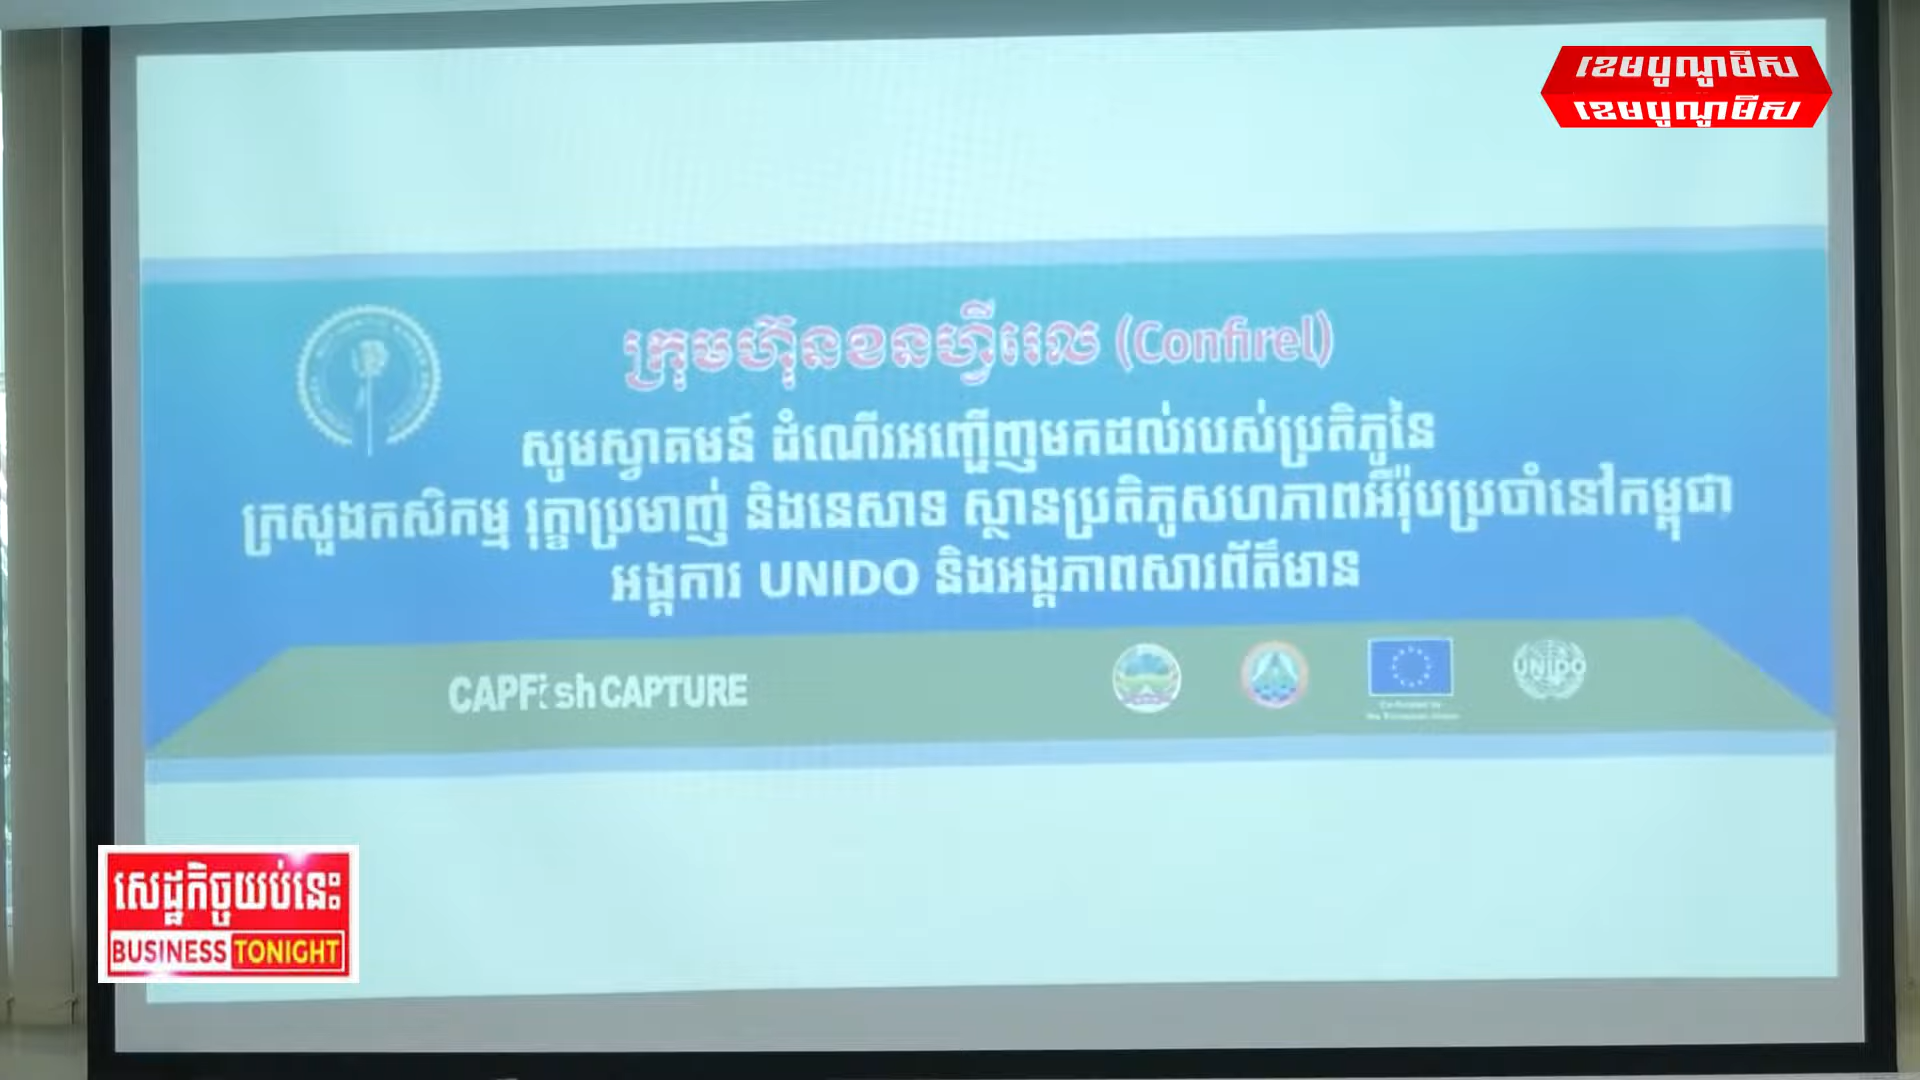 ខេមបូណូមីស
ខេមបូណូមីស
ក្រុមហ៊ុនខនហ្វីរេល (Confirel)
សូមស្វាគមន៍ ដំណើរអញ្ជើញមកដល់របស់ប្រតិភូនៃ
ក្រសួងកសិកម្ម រុក្ខាប្រមាញ់ និងនេសាទ ស្ថានប្រតិភូសហភាពអឺរ៉ុបប្រចាំនៅកម្ពុជា
អង្គការ UNIDO និងអង្គភាពសារព័ត៌មាន
CAPFish CAPTURE
Co-funded by
the European Union
UNIDO
សេដ្ឋកិច្ចយប់នេះ
BUSINESS TONIGHT